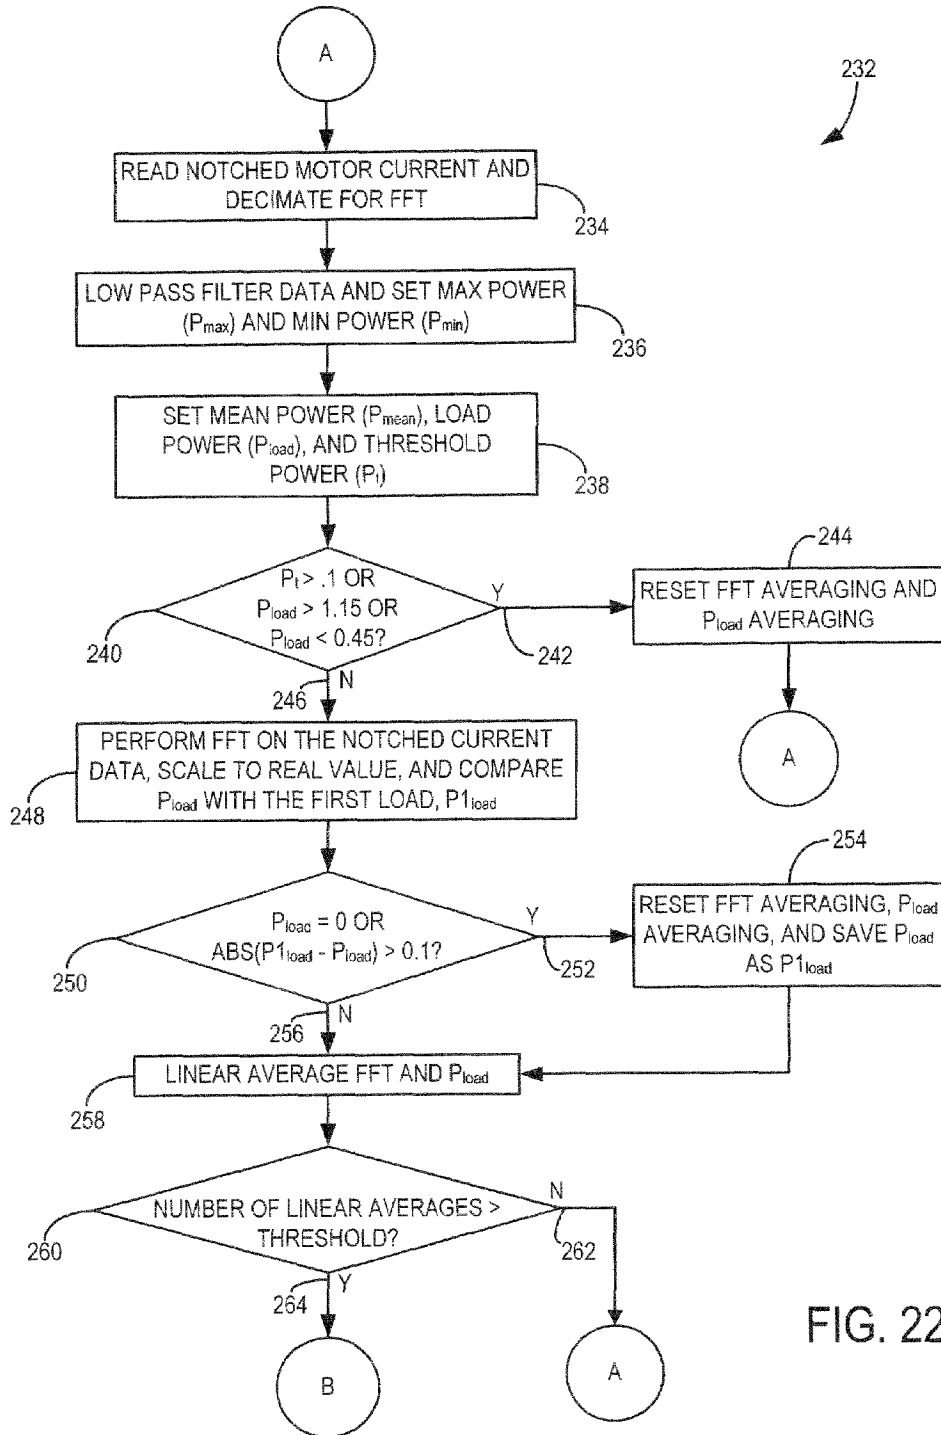 A
232
READ NOTCHED MOTOR CURRENT AND
DECIMATE FOR FFT
234
LOW PASS FILTER DATA AND SET MAX POWER
(Pmax) AND MIN POWER (Pmin)
236
SET MEAN POWER (Pmean), LOAD
POWER (Pload), AND THRESHOLD
POWER (Pt)
238
Pt > .1 OR
Pload > 1.15 OR
Pload < 0.45?
240
Y
242
244
RESET FFT AVERAGING AND
Pload AVERAGING
A
246
N
PERFORM FFT ON THE NOTCHED CURRENT
DATA, SCALE TO REAL VALUE, AND COMPARE
Pload WITH THE FIRST LOAD, P1load
248
Pload = 0 OR
ABS(P1load - Pload) > 0.1?
250
Y
252
254
RESET FFT AVERAGING, Pload
AVERAGING, AND SAVE Pload
AS P1load
256
N
LINEAR AVERAGE FFT AND Pload
258
NUMBER OF LINEAR AVERAGES >
THRESHOLD?
260
N
262
264
Y
B
A
FIG. 22